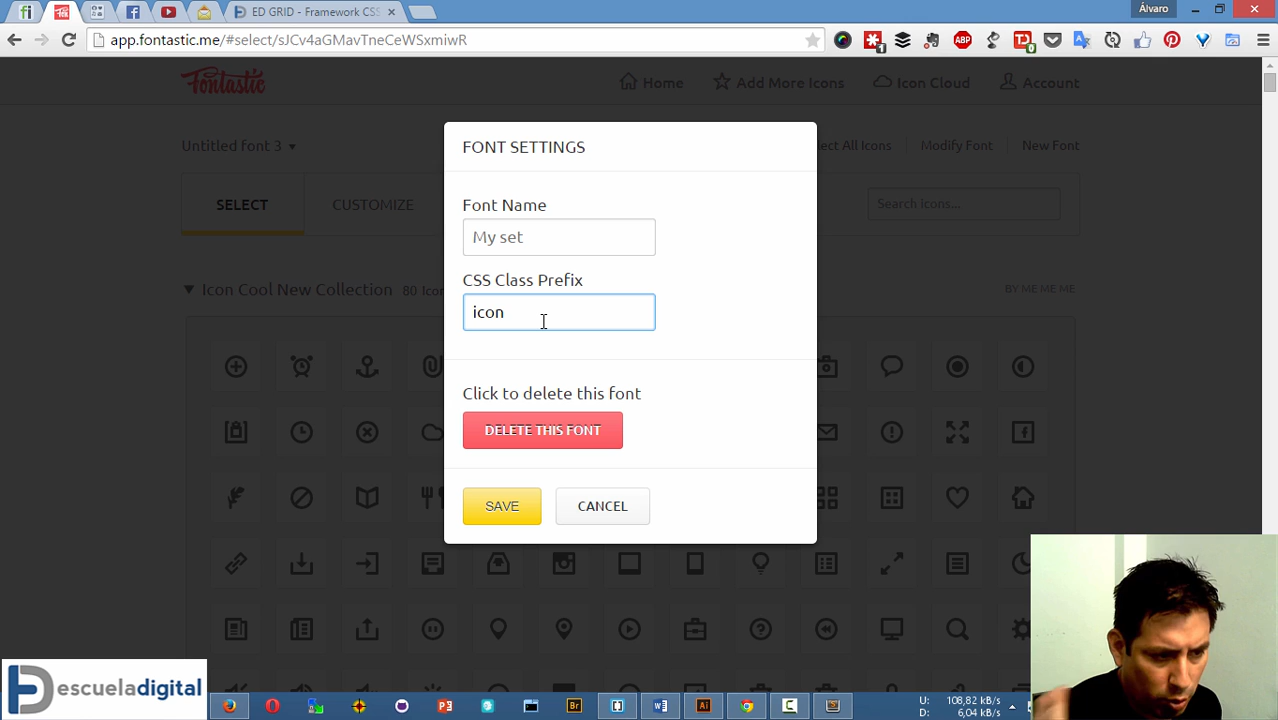 ED GRID - Framework CSS
Álvaro
app.fontastic.me/#select/sJCv4aGMavTneCeWSxmiwR
Fontastic
Home
Add More Icons
Icon Cloud
Account
Untitled font 3
lect All Icons
Modify Font
New Font
SELECT
CUSTOMIZE
Search icons...
Icon Cool New Collection 80 Icon
BY ME ME ME
FONT SETTINGS
Font Name
My set
CSS Class Prefix
icon
Click to delete this font
DELETE THIS FONT
SAVE
CANCEL
escueladigital
U: 108,82 kB/s
D: 6,04 kB/s